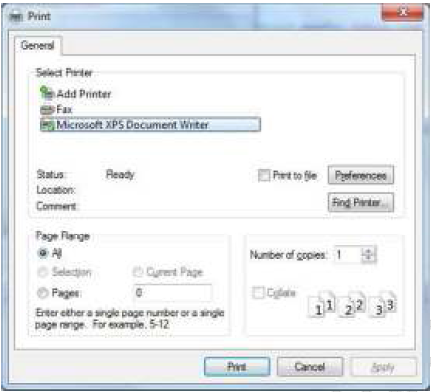 Print
General
Select Printer
Add Printer
Fax
Microsoft XPS Document Writer
Status: Ready
Print to file Preferences
Location:
Comment: Find Printer...
Page Range
All
Number of copies: 1
Selection Current Page
Pages: 0
Collate
Enter either a single page number or a single
page range. For example, 5-12
1 1 2 2 3 3
Print Cancel Apply